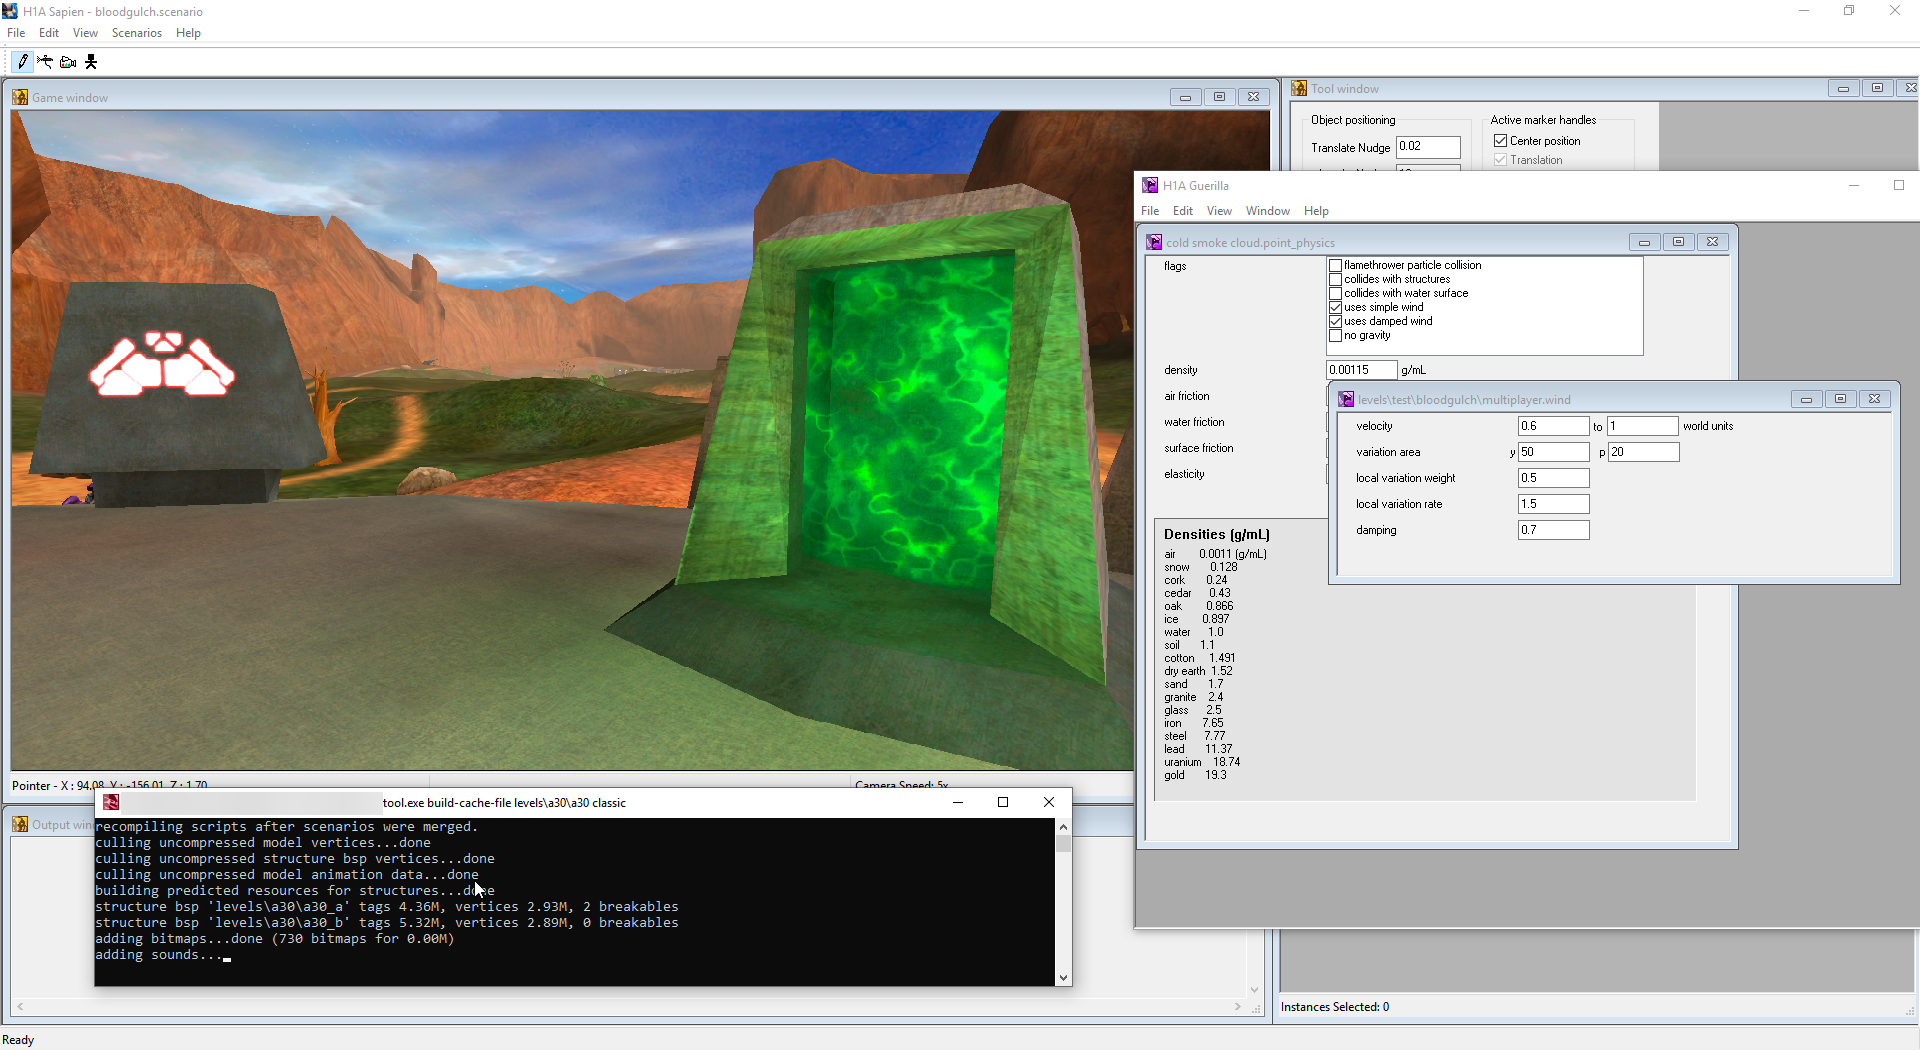 H1A Sapien - bloodgulch.scenario
File Edit View Scenarios Help
Game window
Tool window
Object positioning
Active marker handles
Translate Nudge 0.02
Center position
Translation
H1A Guerilla
File Edit View Window Help
cold smoke cloud.point_physics
flags
flamethrower particle collision
collides with structures
collides with water surface
uses simple wind
uses damped wind
no gravity
density 0.00115 g/mL
air friction
water friction
surface friction
elasticity
levels\test\bloodgulch\multiplayer.wind
velocity 0.6 to 1 world units
variation area y 50 p 20
local variation weight 0.5
local variation rate 1.5
damping 0.7
Densities (g/mL)
air 0.0011 (g/mL)
snow 0.128
cork 0.24
cedar 0.43
oak 0.866
ice 0.897
water 1.0
soil 1.1
cotton 1.491
dry earth 1.52
sand 1.7
granite 2.4
glass 2.5
iron 7.65
steel 7.77
lead 11.37
uranium 18.74
gold 19.3
Pointer - X : 94.08 Y : -156.01 Z : 1.70
Camera Speed: 5x
tool.exe build-cache-file levels\a30\a30 classic
Output win
recompiling scripts after scenarios were merged.
culling uncompressed model vertices...done
culling uncompressed structure bsp vertices...done
culling uncompressed model animation data...done
building predicted resources for structures...done
structure bsp 'levels\a30\a30_a' tags 4.36M, vertices 2.93M, 2 breakables
structure bsp 'levels\a30\a30_b' tags 5.32M, vertices 2.89M, 0 breakables
adding bitmaps...done (730 bitmaps for 0.00M)
adding sounds...
Instances Selected: 0
Ready